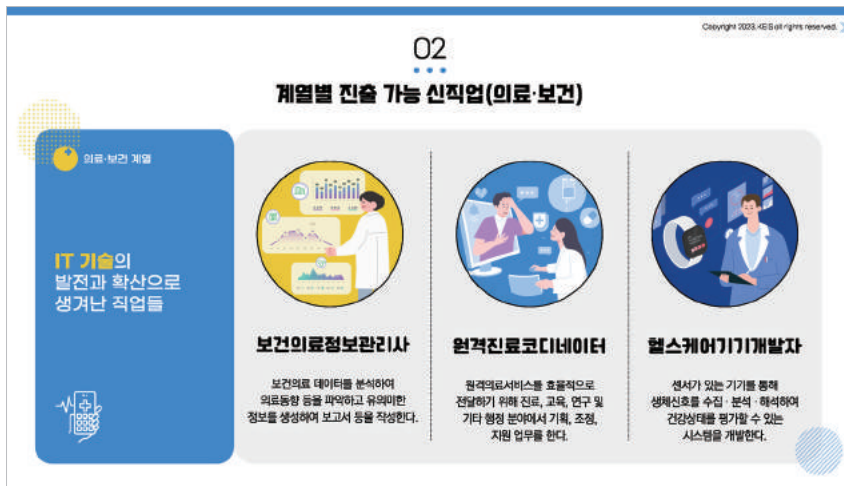 Copyright 2023. KEIS all rights reserved.
02
계열별 진출 가능 신직업(의료·보건)
의료·보건 계열
IT 기술의
발전과 확산으로
생겨난 직업들
보건의료정보관리사
보건의료 데이터를 분석하여
의료동향 등을 파악하고 유의미한
정보를 생성하여 보고서 등을 작성한다.
원격진료코디네이터
원격의료서비스를 효율적으로
전달하기 위해 진료, 교육, 연구 및
기타 행정 분야에서 기획, 조정,
지원 업무를 한다.
헬스케어기기개발자
센서가 있는 기기를 통해
생체신호를 수집·분석·해석하여
건강상태를 평가할 수 있는
시스템을 개발한다.